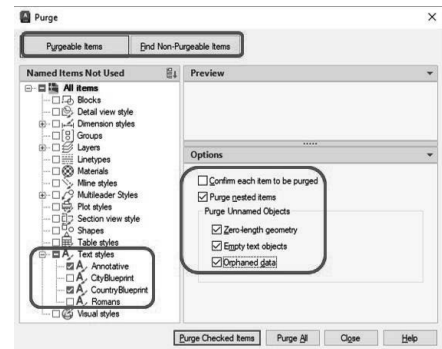 Purge
Purgeable Items
Find Non-Purgeable Items
Named Items Not Used
Preview
All items
Blocks
Detail view style
Dimension styles
Groups
Layers
Linetypes
Materials
Mline styles
Multileader Styles
Plot styles
Section view style
Shapes
Table styles
Text styles
Annotative
CityBlueprint
CountryBlueprint
Romans
Visual styles
Options
Confirm each item to be purged
Purge nested items
Purge Unnamed Objects
Zero-length geometry
Empty text objects
Orphaned data
Purge Checked Items
Purge All
Close
Help